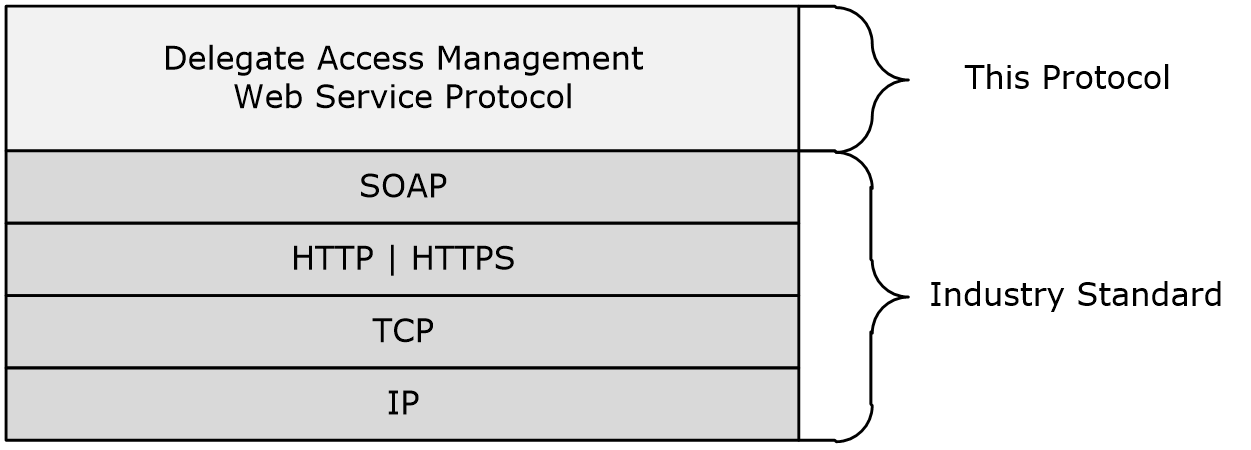 Delegate Access Management
Web Service Protocol
This Protocol
SOAP
HTTP | HTTPS
TCP
IP
Industry Standard